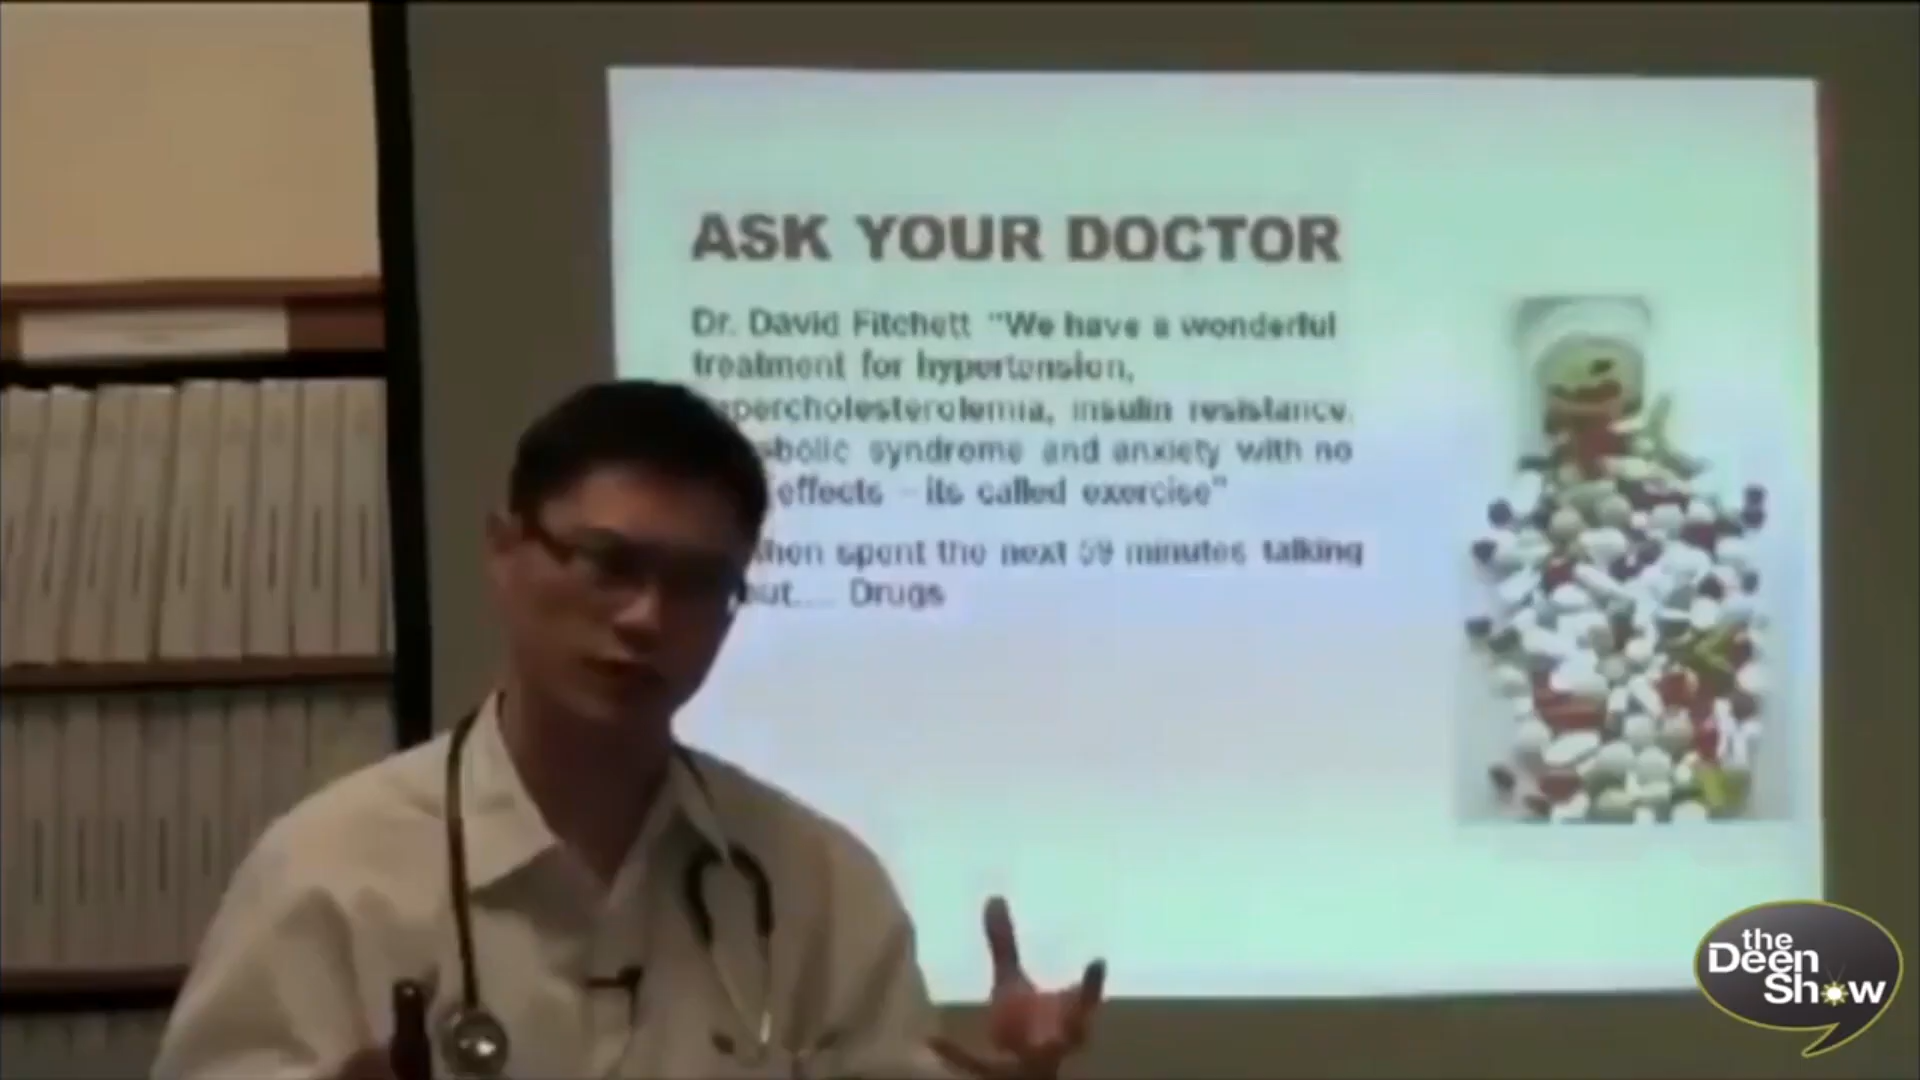 ASK YOUR DOCTOR
Dr. David Fitchett "We have a wonderful
treatment for hypertension,
percholesterolemia, insulin resistance,
bolic syndrome and anxiety with no
effects – its called exercise"
hen spent the next 59 minutes talking
out.... Drugs
the
Deen
Show